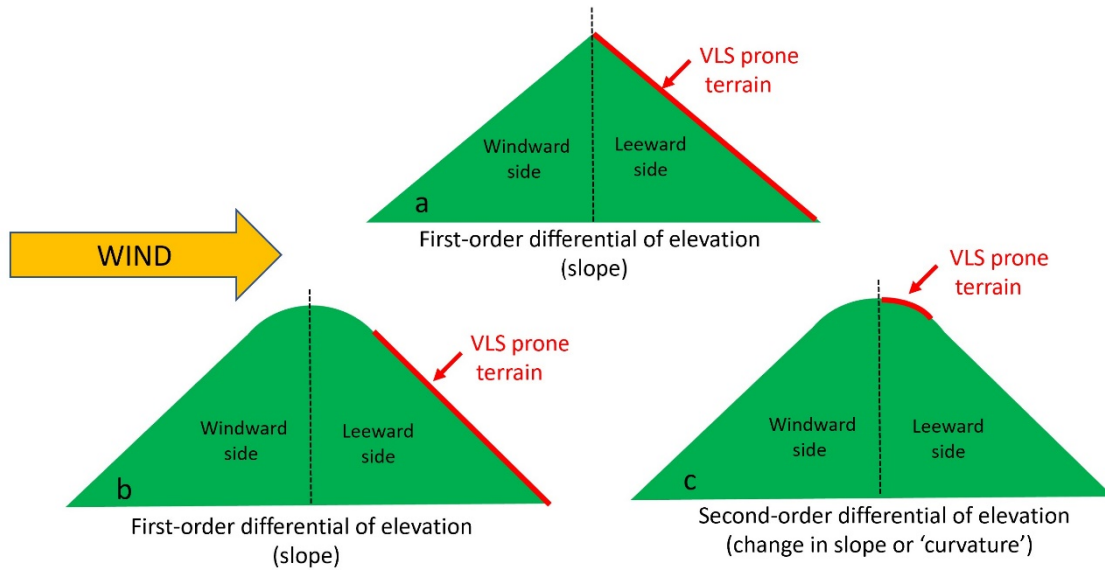 VLS prone
terrain
Windward
side
Leeward
side
a
First-order differential of elevation
(slope)
WIND
VLS prone
terrain
Windward
side
Leeward
side
b
First-order differential of elevation
(slope)
VLS prone
terrain
Windward
side
Leeward
side
c
Second-order differential of elevation
(change in slope or ‘curvature’)